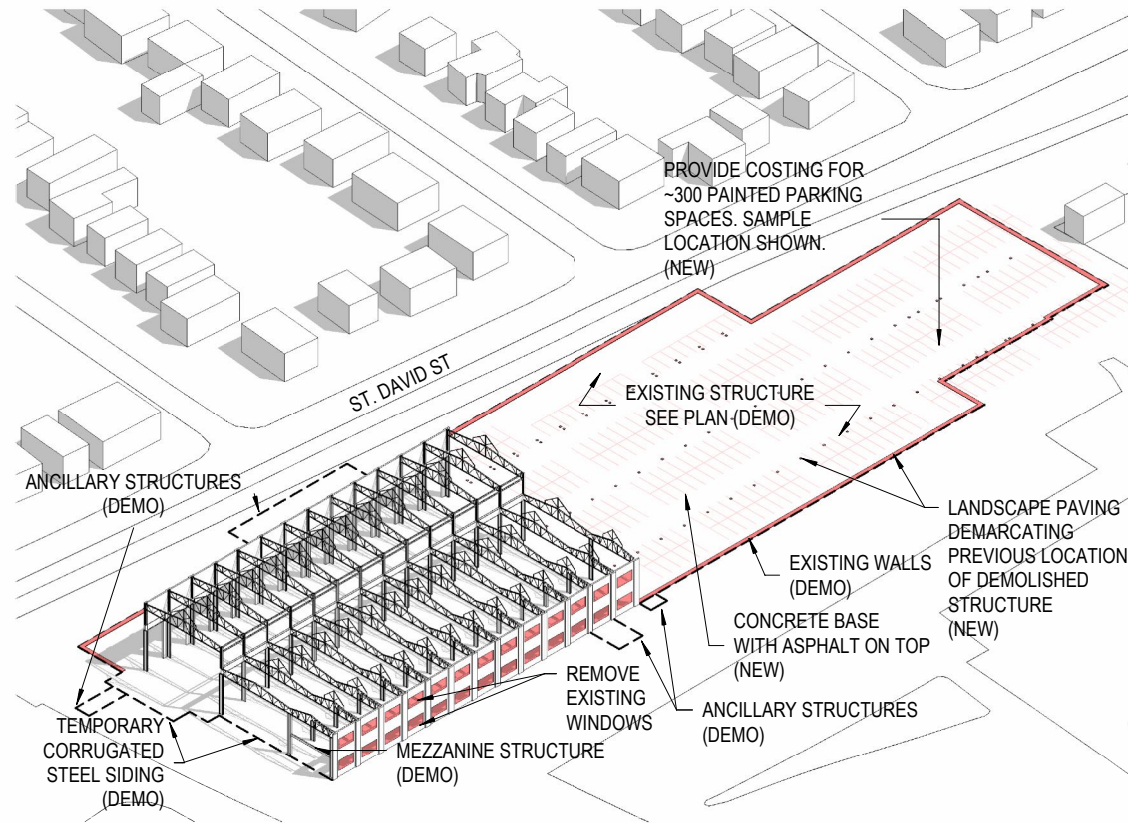 PROVIDE COSTING FOR
~300 PAINTED PARKING
SPACES. SAMPLE
LOCATION SHOWN.
(NEW)
ST. DAVID ST
EXISTING STRUCTURE
SEE PLAN (DEMO)
ANCILLARY STRUCTURES
(DEMO)
LANDSCAPE PAVING
DEMARCATING
PREVIOUS LOCATION
OF DEMOLISHED
STRUCTURE
(NEW)
EXISTING WALLS
(DEMO)
CONCRETE BASE
WITH ASPHALT ON TOP
(NEW)
REMOVE
EXISTING
WINDOWS
ANCILLARY STRUCTURES
(DEMO)
TEMPORARY
CORRUGATED
STEEL SIDING
(DEMO)
MEZZANINE STRUCTURE
(DEMO)